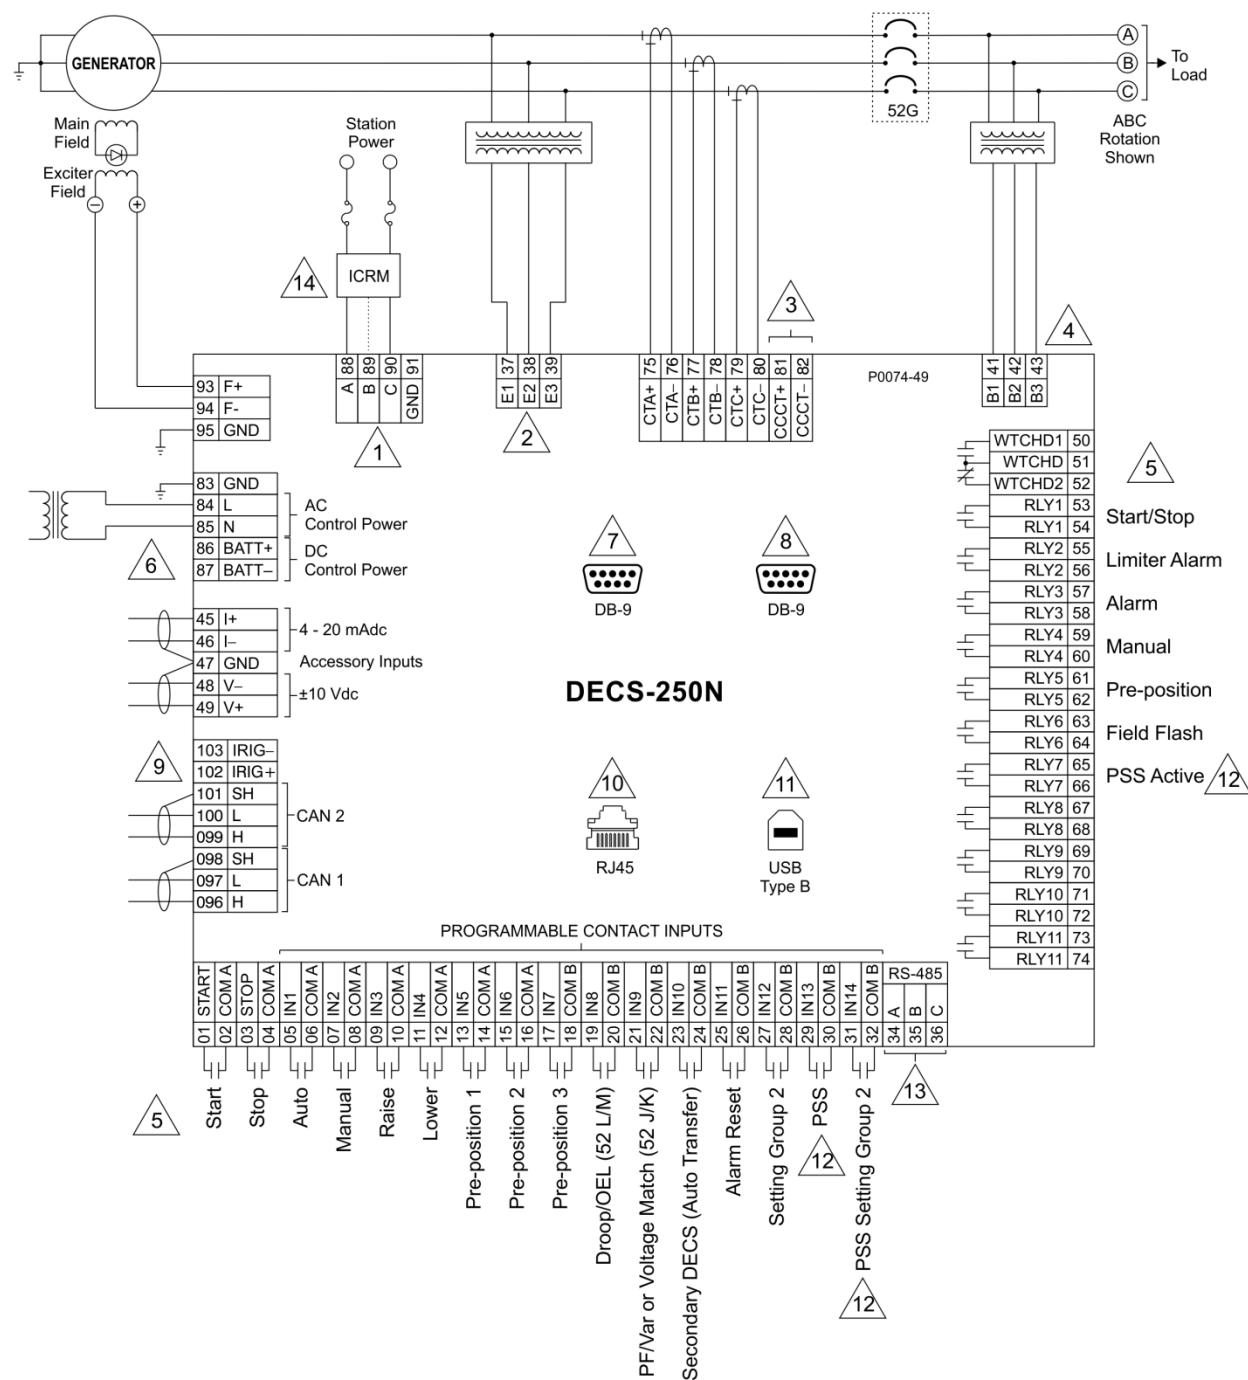 GENERATOR
A
B
C
To
Load
52G
ABC
Rotation
Shown
Main
Field
Exciter
Field
−
+
Station
Power
ICRM
14
3
4
88 A
89 B
90 C
91 GND
37 E1
38 E2
39 E3
75 CTA+
76 CTA–
77 CTB+
78 CTB–
79 CTC+
80 CTC–
81 CCCT+
82 CCCT–
P0074-49
41 B1
42 B2
43 B3
1
2
93 F+
94 F-
95 GND
83 GND
84 L
85 N
AC
Control Power
86 BATT+
87 BATT–
DC
Control Power
6
45 I+
46 I–
4 - 20 mAdc
47 GND
Accessory Inputs
48 V–
49 V+
±10 Vdc
9
103 IRIG–
102 IRIG+
101 SH
100 L
099 H
CAN 2
098 SH
097 L
096 H
CAN 1
7
DB-9
8
DB-9
DECS-250N
10
RJ45
11
USB
Type B
WTCHD1 50
WTCHD 51
WTCHD2 52
5
RLY1 53
RLY1 54
Start/Stop
RLY2 55
RLY2 56
Limiter Alarm
RLY3 57
RLY3 58
Alarm
RLY4 59
RLY4 60
Manual
RLY5 61
RLY5 62
Pre-position
RLY6 63
RLY6 64
Field Flash
RLY7 65
RLY7 66
PSS Active
12
RLY8 67
RLY8 68
RLY9 69
RLY9 70
RLY10 71
RLY10 72
RLY11 73
RLY11 74
PROGRAMMABLE CONTACT INPUTS
01 START
02 COM A
03 STOP
04 COM A
05 IN1
06 COM A
07 IN2
08 COM A
09 IN3
10 COM A
11 IN4
12 COM A
13 IN5
14 COM A
15 IN6
16 COM A
17 IN7
18 COM B
19 IN8
20 COM B
21 IN9
22 COM B
23 IN10
24 COM B
25 IN11
26 COM B
27 IN12
28 COM B
29 IN13
30 COM B
31 IN14
32 COM B
RS-485
34 A
35 B
36 C
5
Start
Stop
Auto
Manual
Raise
Lower
Pre-position 1
Pre-position 2
Pre-position 3
Droop/OEL (52 L/M)
PF/Var or Voltage Match (52 J/K)
Secondary DECS (Auto Transfer)
Alarm Reset
Setting Group 2
PSS
12
PSS Setting Group 2
12
13